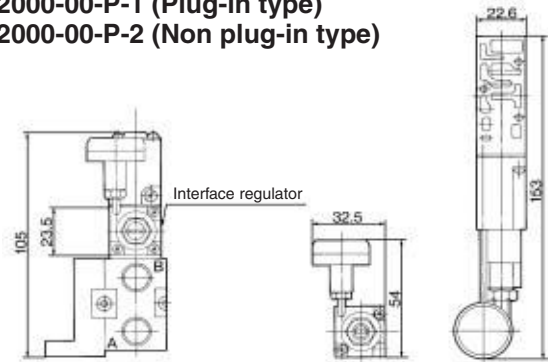 2000-00-P-1 (Plug-in type)
2000-00-P-2 (Non plug-in type)
22.6
Interface regulator
105
23.5
B
A
32.5
54
153